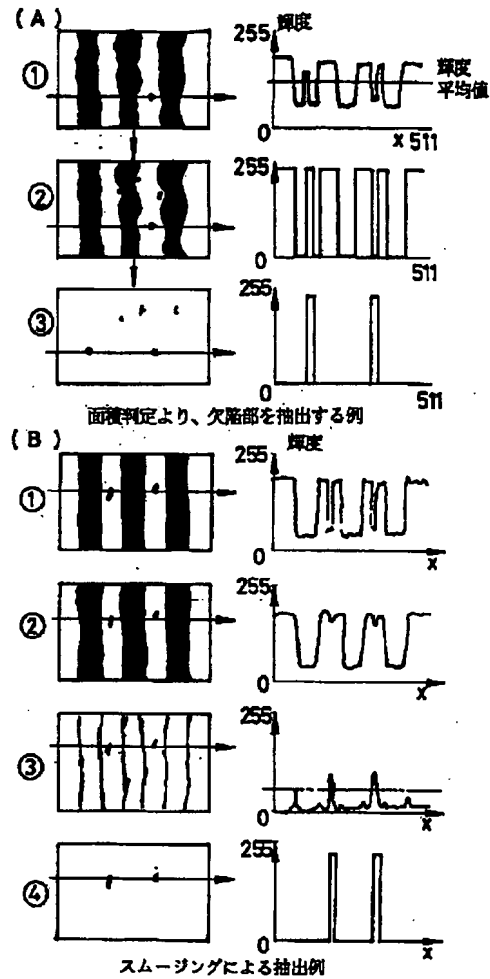 (A)
① 255 輝度
輝度
平均値
0 x 511
② 255
0 511
③ 255
0 511
面積判定より、欠陥部を抽出する例
(B)
① 255 輝度
0 x
② 255
0 x
③ 255
0 x
④ 255
0 x
スムージングによる抽出例